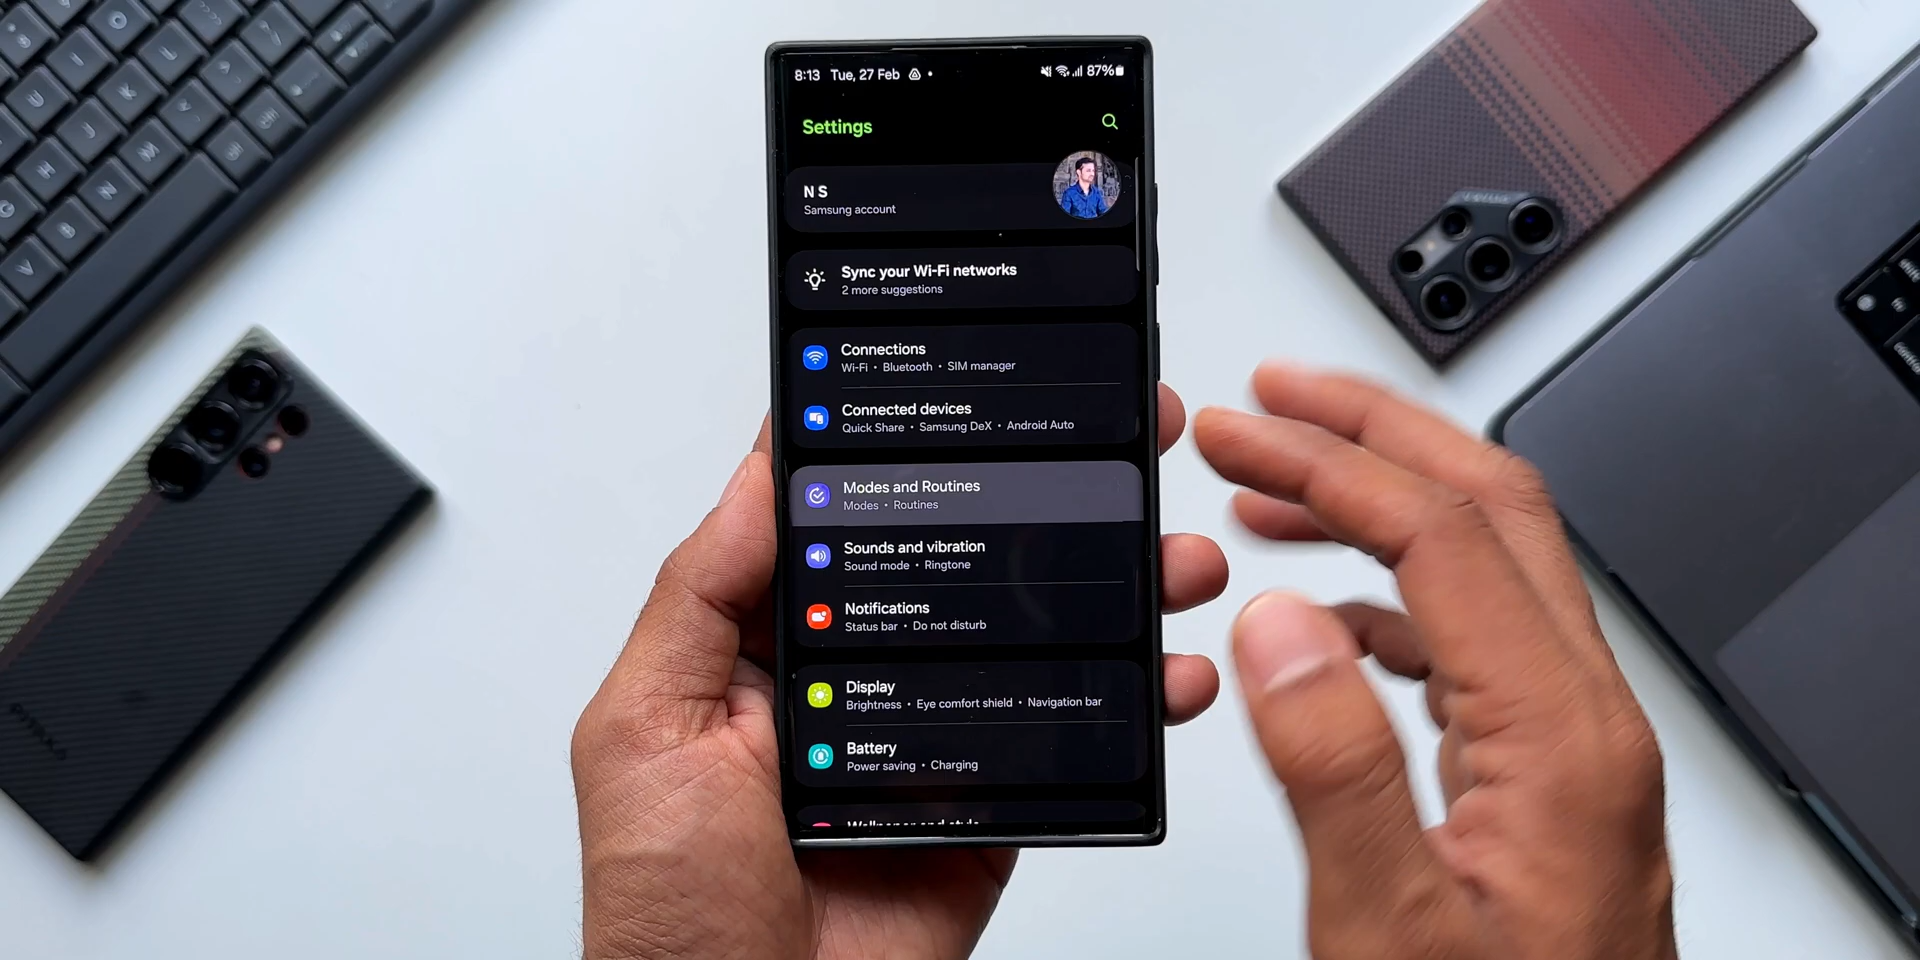 8:13 Tue, 27 Feb
87%
Settings
N S
Samsung account
Sync your Wi-Fi networks
2 more suggestions
Connections
Wi-Fi • Bluetooth • SIM manager
Connected devices
Quick Share • Samsung DeX • Android Auto
Modes and Routines
Modes • Routines
Sounds and vibration
Sound mode • Ringtone
Notifications
Status bar • Do not disturb
Display
Brightness • Eye comfort shield • Navigation bar
Battery
Power saving • Charging
Wallpaper and style